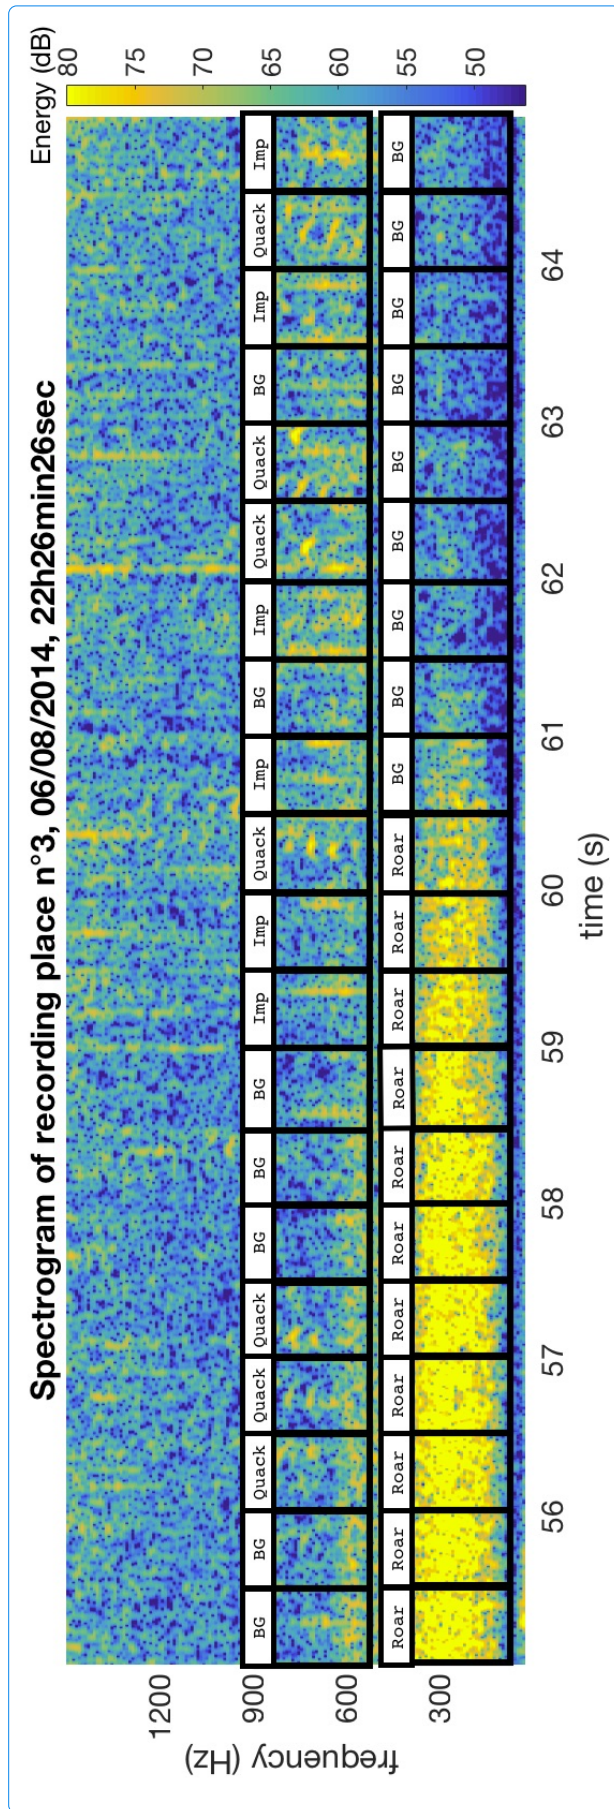 Spectrogram of recording place n°3, 06/08/2014, 22h26min26sec
Energy (dB)
80
75
70
65
60
55
50
frequency (Hz)
1200
900
600
300
BG BG Quack Quack Quack BG BG BG Imp Imp Quack Imp BG Imp Quack Quack BG Imp Quack Imp
Roar Roar Roar Roar Roar Roar Roar Roar Roar Roar Roar BG BG BG BG BG BG BG BG BG
56 57 58 59 60 61 62 63 64
time (s)